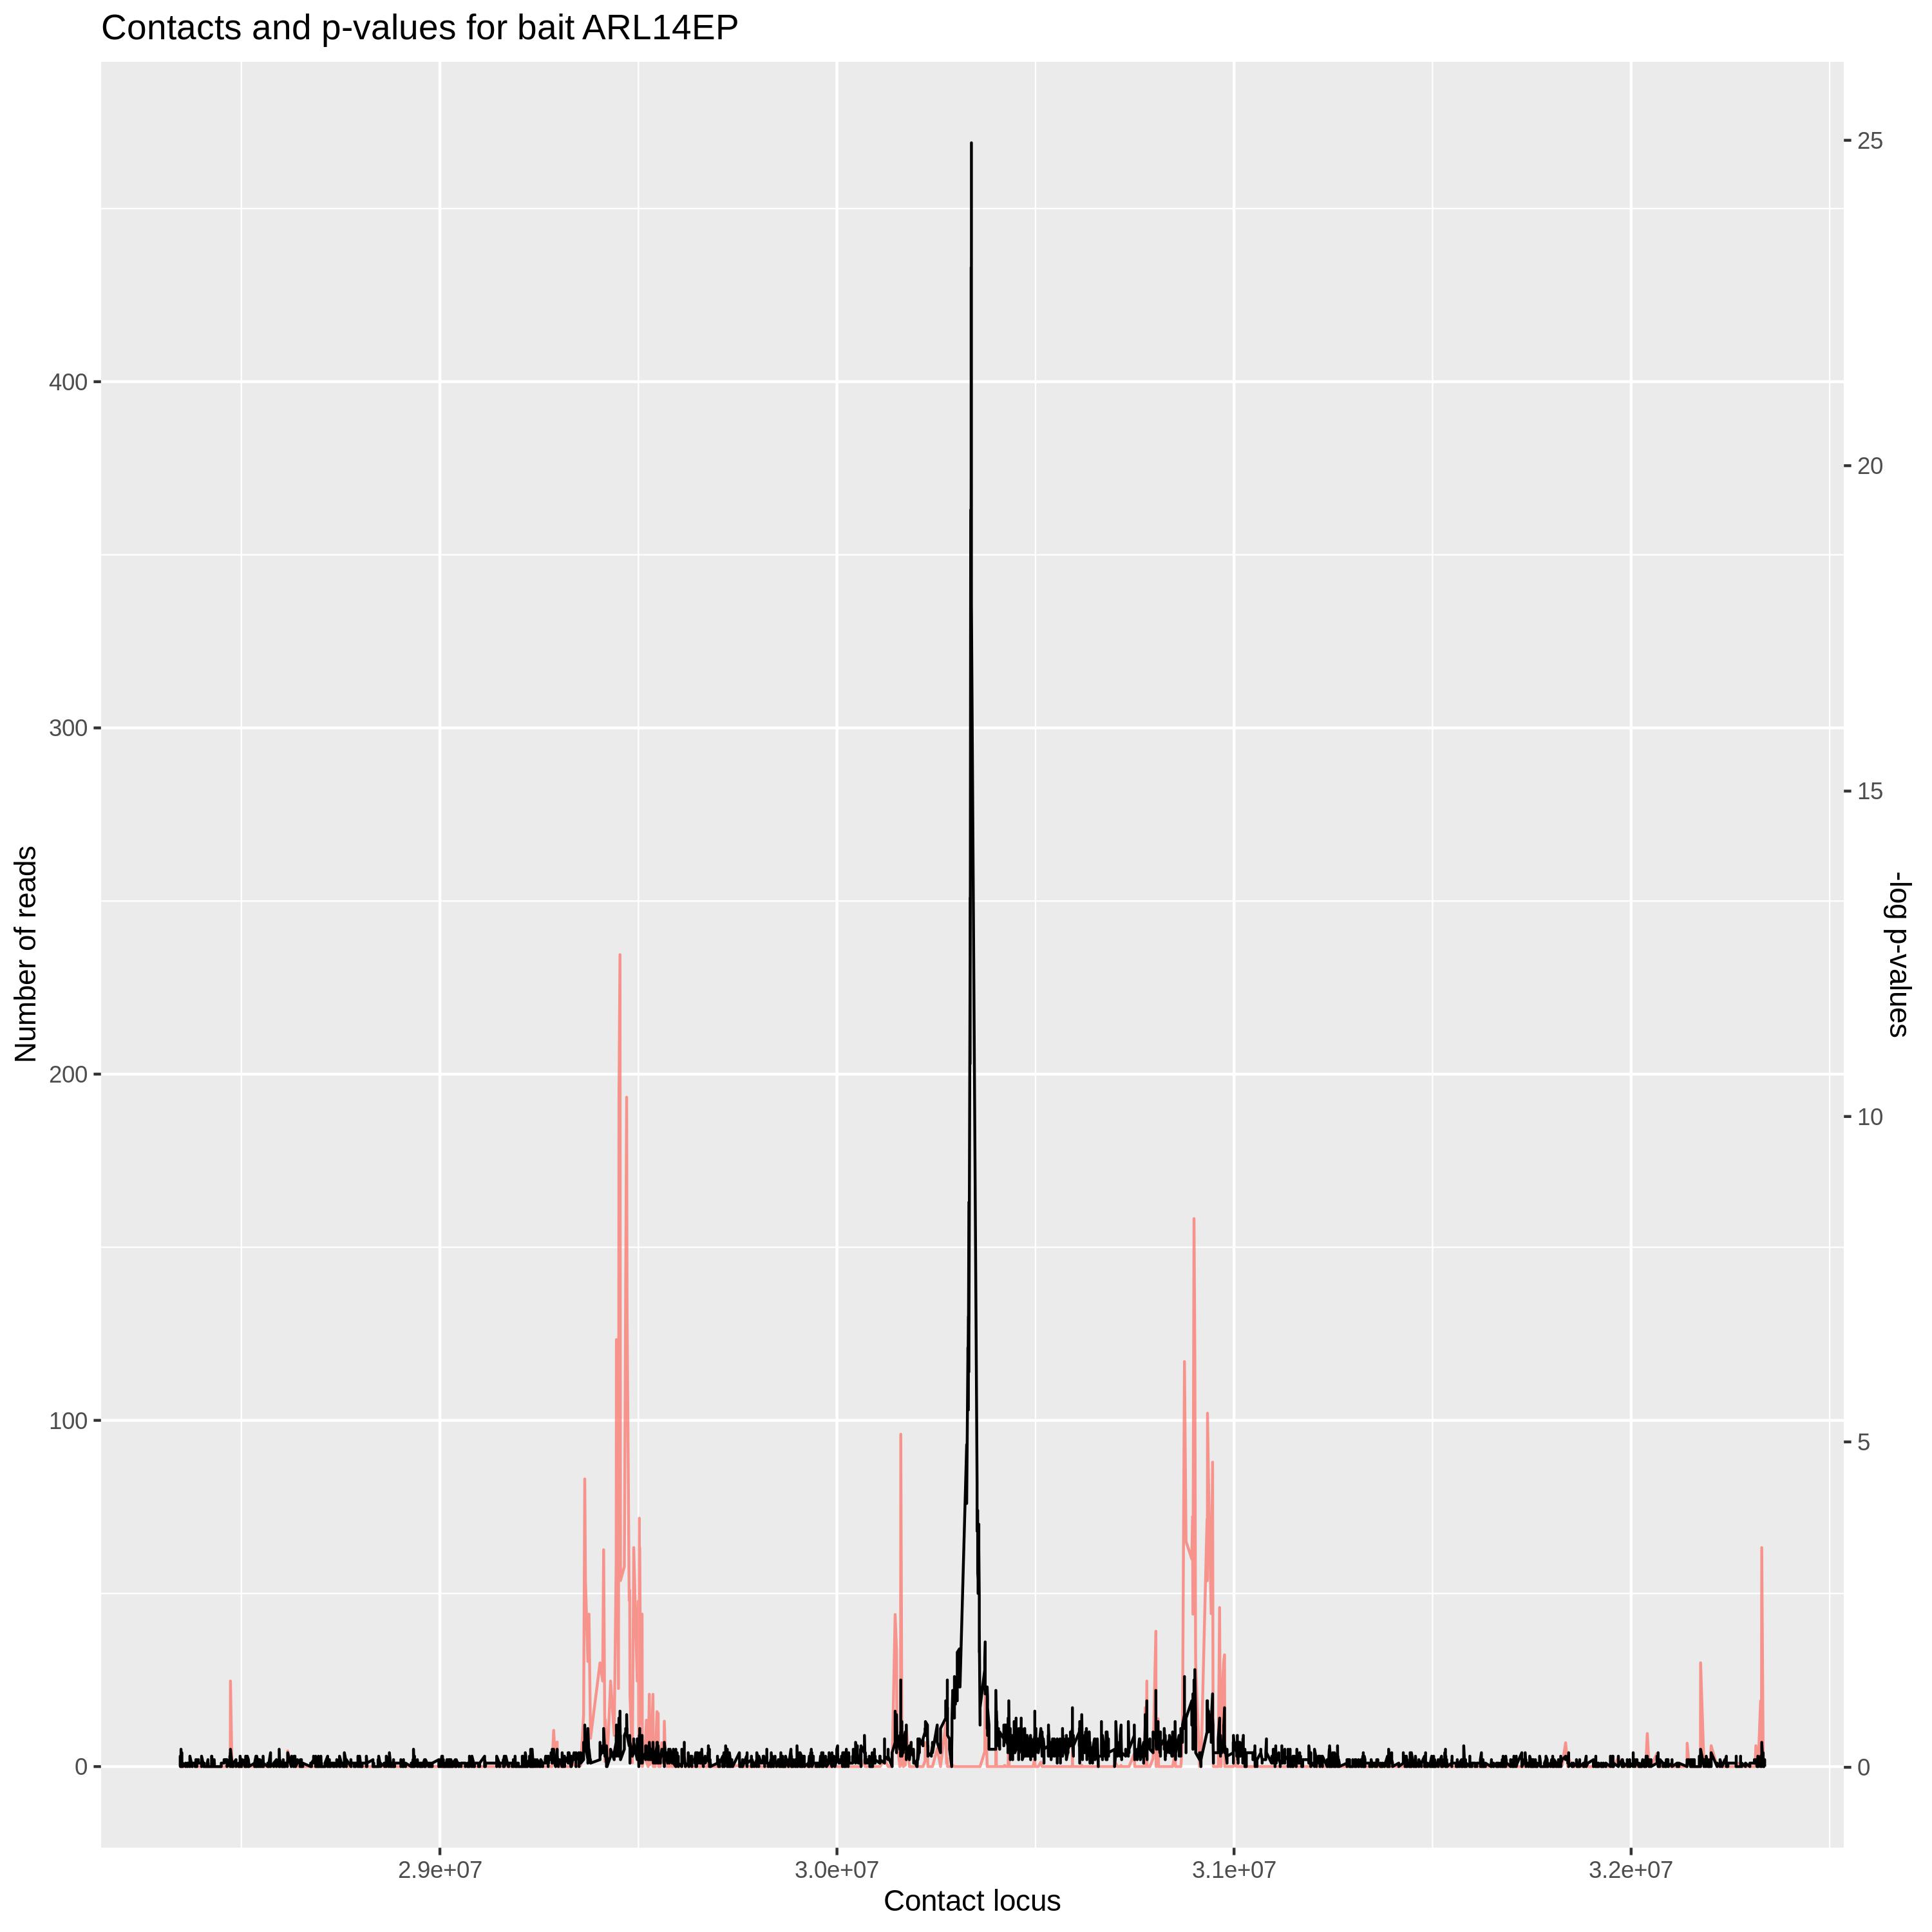 Contacts and p-values for bait ARL14EP
Number of reads
400
300
200
100
0
25
20
15
10
5
0
-log p-values
2.9e+07
3.0e+07
3.1e+07
3.2e+07
Contact locus